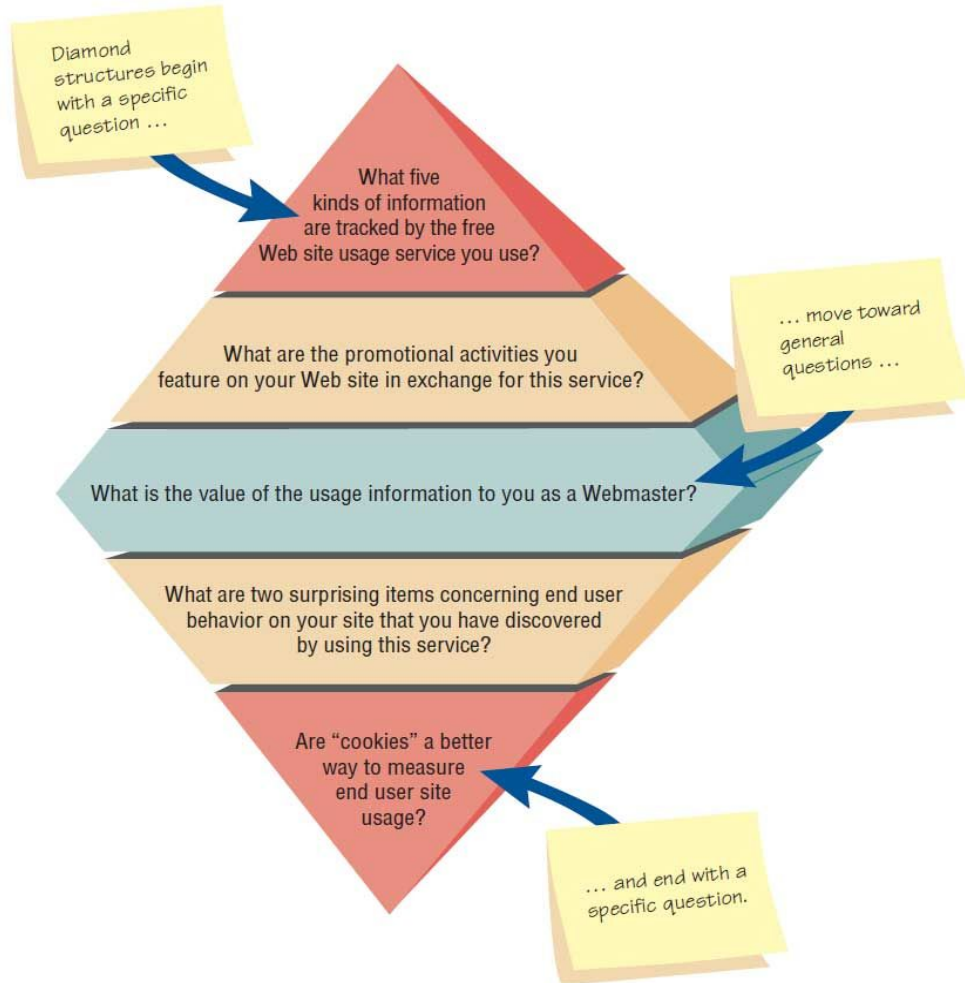 Diamond
structures begin
with a specific
question ...
What five
kinds of information
are tracked by the free
Web site usage service you use?
... move toward
general
questions ...
What are the promotional activities you
feature on your Web site in exchange for this service?
What is the value of the usage information to you as a Webmaster?
What are two surprising items concerning end user
behavior on your site that you have discovered
by using this service?
Are “cookies” a better
way to measure
end user site
usage?
... and end with a
specific question.